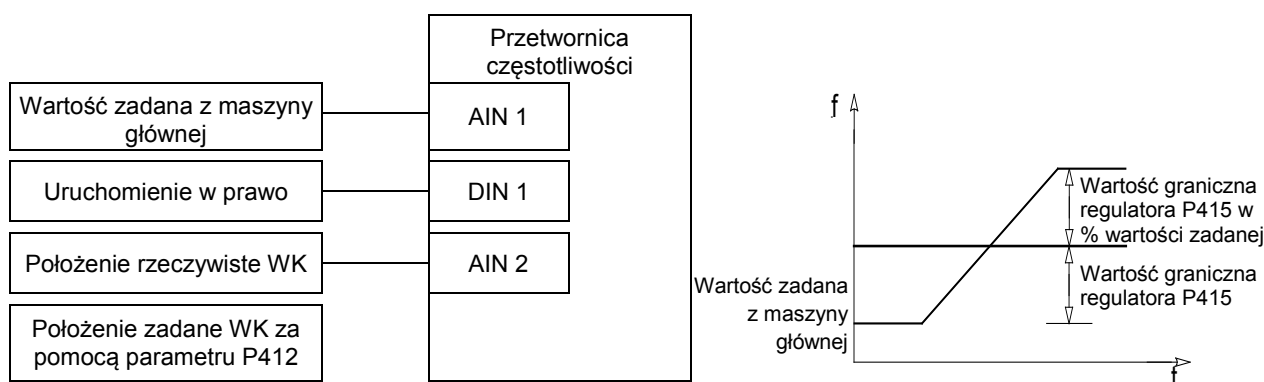 Przetwornica
częstotliwości
Wartość zadana z maszyny
głównej
AIN 1
Uruchomienie w prawo
DIN 1
Położenie rzeczywiste WK
AIN 2
Położenie zadane WK za
pomocą parametru P412
f
Wartość graniczna
regulatora P415 w
% wartości zadanej
Wartość graniczna
regulatora P415
Wartość zadana
z maszyny
głównej
f